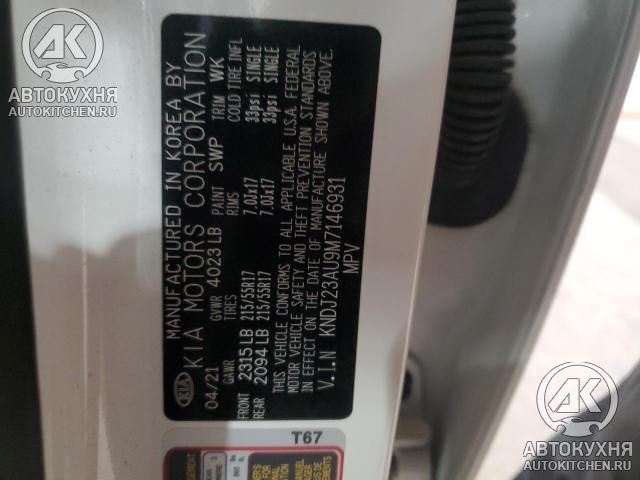 MANUFACTURED IN KOREA BY
KIA KIA MOTORS CORPORATION
04/21 GVWR 4023 LB PAINT SWP TRIM WK
GAWR TIRES RIMS COLD TIRE INFL
FRONT 2315 LB 215/55R17 7.0Jx17 33psi SINGLE
REAR 2094 LB 215/55R17 7.0Jx17 33psi SINGLE
THIS VEHICLE CONFORMS TO ALL APPLICABLE U.S.A. FEDERAL
MOTOR VEHICLE SAFETY AND THEFT PREVENTION STANDARDS
IN EFFECT ON THE DATE OF MANUFACTURE SHOWN ABOVE.
V.I.N KNDJ23AU9M7146931
MPV
T67
АК
АВТОКУХНЯ
AUTOKITCHEN.RU
АК
АВТОКУХНЯ
AUTOKITCHEN.RU